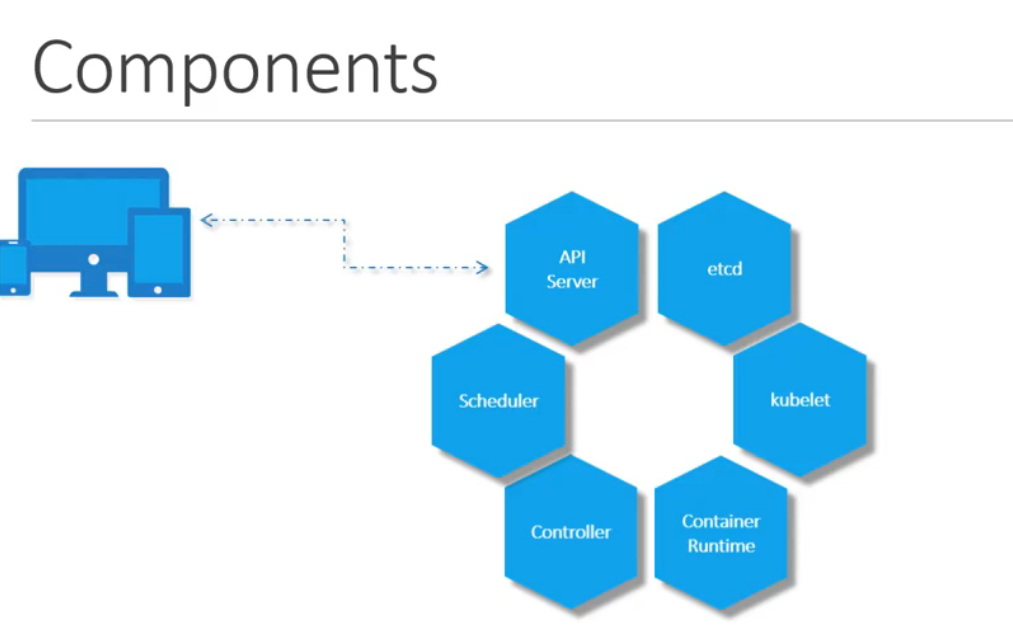 Components
API
Server
etcd
Scheduler
kubelet
Controller
Container
Runtime